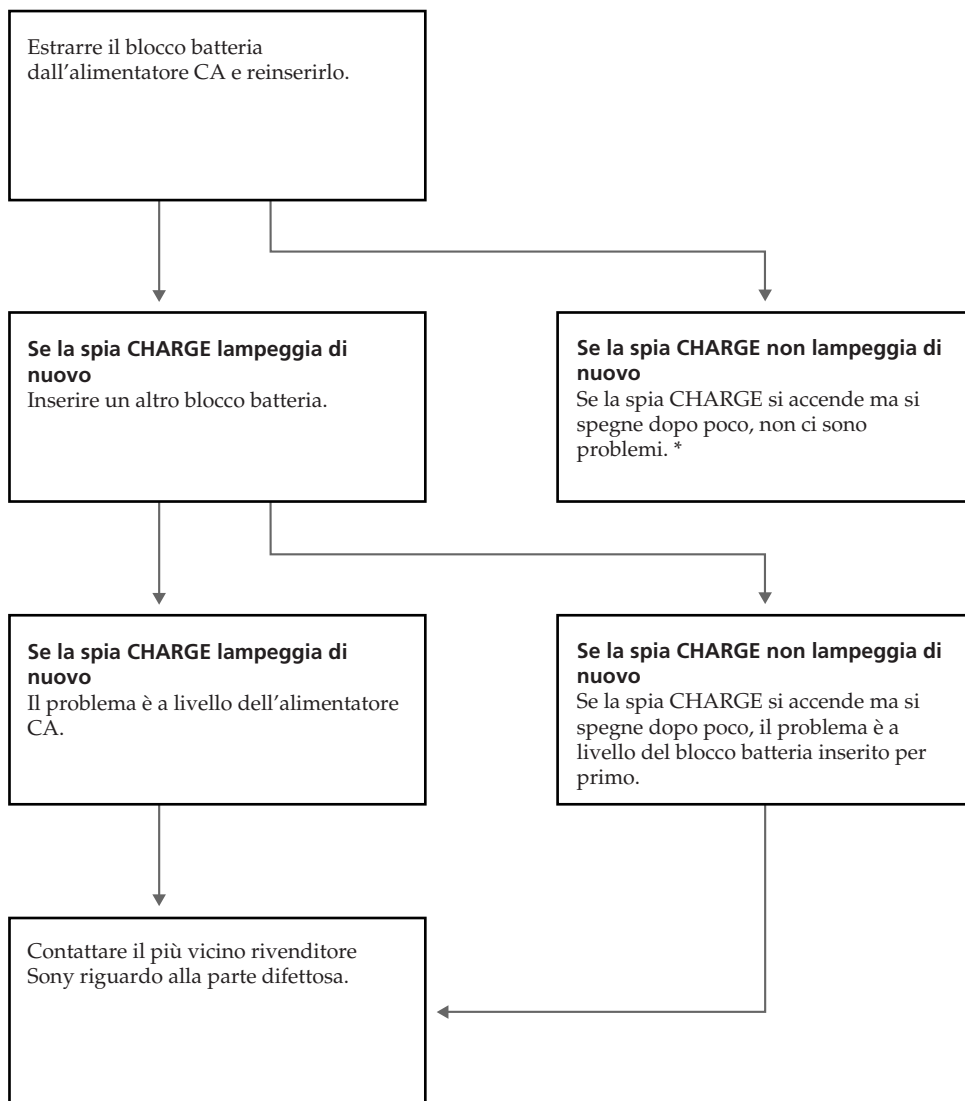 Estrarre il blocco batteria
dall'alimentatore CA e reinserirlo.
Se la spia CHARGE lampeggia di
nuovo
Inserire un altro blocco batteria.
Se la spia CHARGE non lampeggia di
nuovo
Se la spia CHARGE si accende ma si
spegne dopo poco, non ci sono
problemi. *
Se la spia CHARGE lampeggia di
nuovo
Il problema è a livello dell'alimentatore
CA.
Se la spia CHARGE non lampeggia di
nuovo
Se la spia CHARGE si accende ma si
spegne dopo poco, il problema è a
livello del blocco batteria inserito per
primo.
Contattare il più vicino rivenditore
Sony riguardo alla parte difettosa.